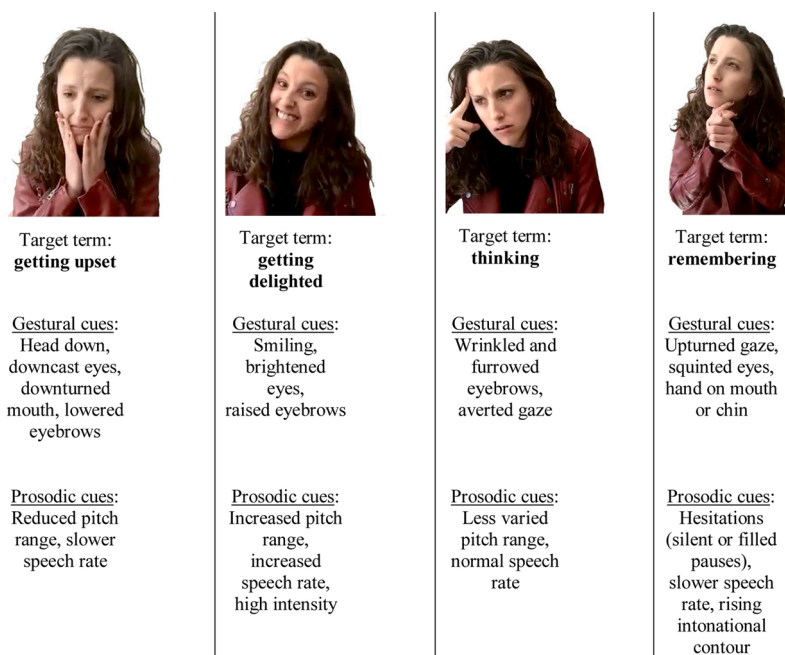 Target term:
getting upset
Gestural cues:
Head down,
downcast eyes,
downturned
mouth, lowered
eyebrows
Prosodic cues:
Reduced pitch
range, slower
speech rate
Target term:
getting
delighted
Gestural cues:
Smiling,
brightened
eyes,
raised eyebrows
Prosodic cues:
Increased pitch
range,
increased
speech rate,
high intensity
Target term:
thinking
Gestural cues:
Wrinkled and
furrowed
eyebrows,
averted gaze
Prosodic cues:
Less varied
pitch range,
normal speech
rate
Target term:
remembering
Gestural cues:
Upturned gaze,
squinted eyes,
hand on mouth
or chin
Prosodic cues:
Hesitations
(silent or filled
pauses),
slower speech
rate, rising
intonational
contour